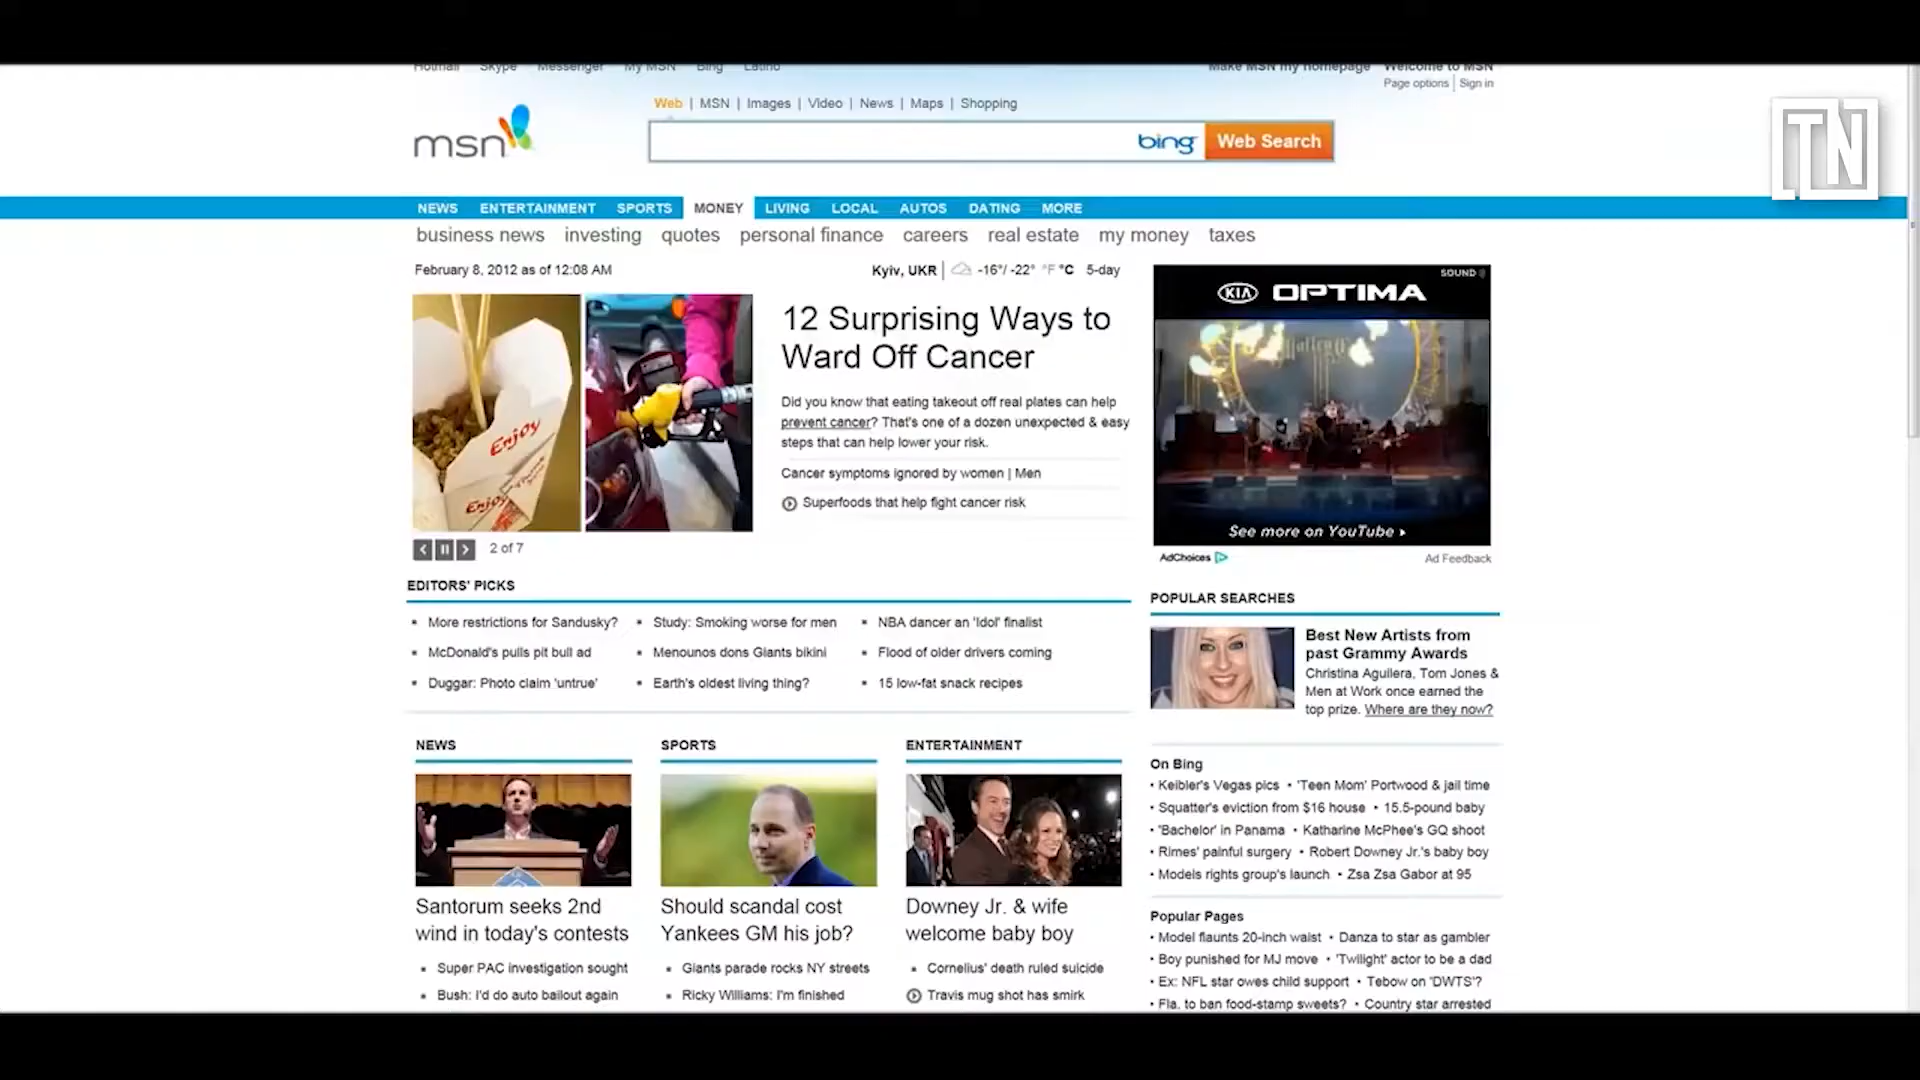 Hotmail Skype Messenger My MSN Bing Latino
Make MSN my homepage Welcome to MSN
Page options | Sign in
Web | MSN | Images | Video | News | Maps | Shopping
msn
bing Web Search
TN
NEWS ENTERTAINMENT SPORTS MONEY LIVING LOCAL AUTOS DATING MORE
business news investing quotes personal finance careers real estate my money taxes
February 8, 2012 as of 12:08 AM
Kyiv, UKR | -16°/ -22° °F °C 5-day
Enjoy
Enjoy
12 Surprising Ways to
Ward Off Cancer
Did you know that eating takeout off real plates can help
prevent cancer? That's one of a dozen unexpected & easy
steps that can help lower your risk.
Cancer symptoms ignored by women | Men
Superfoods that help fight cancer risk
2 of 7
SOUND
KIA OPTIMA
See more on YouTube
AdChoices
Ad Feedback
EDITORS' PICKS
More restrictions for Sandusky?
McDonald's pulls pit bull ad
Duggar: Photo claim 'untrue'
Study: Smoking worse for men
Menounos dons Giants bikini
Earth's oldest living thing?
NBA dancer an 'Idol' finalist
Flood of older drivers coming
15 low-fat snack recipes
POPULAR SEARCHES
Best New Artists from
past Grammy Awards
Christina Aguilera, Tom Jones &
Men at Work once earned the
top prize. Where are they now?
NEWS
Santorum seeks 2nd
wind in today's contests
Super PAC investigation sought
Bush: I'd do auto bailout again
SPORTS
Should scandal cost
Yankees GM his job?
Giants parade rocks NY streets
Ricky Williams: I'm finished
ENTERTAINMENT
Downey Jr. & wife
welcome baby boy
Cornelius' death ruled suicide
Travis mug shot has smirk
On Bing
• Keibler's Vegas pics • 'Teen Mom' Portwood & jail time
• Squatter's eviction from $16 house • 15.5-pound baby
• 'Bachelor' in Panama • Katharine McPhee's GQ shoot
• Rimes' painful surgery • Robert Downey Jr.'s baby boy
• Models rights group's launch • Zsa Zsa Gabor at 95
Popular Pages
• Model flaunts 20-inch waist • Danza to star as gambler
• Boy punished for MJ move • 'Twilight' actor to be a dad
• Ex: NFL star owes child support • Tebow on 'DWTS'?
• Fla. to ban food-stamp sweets? • Country star arrested